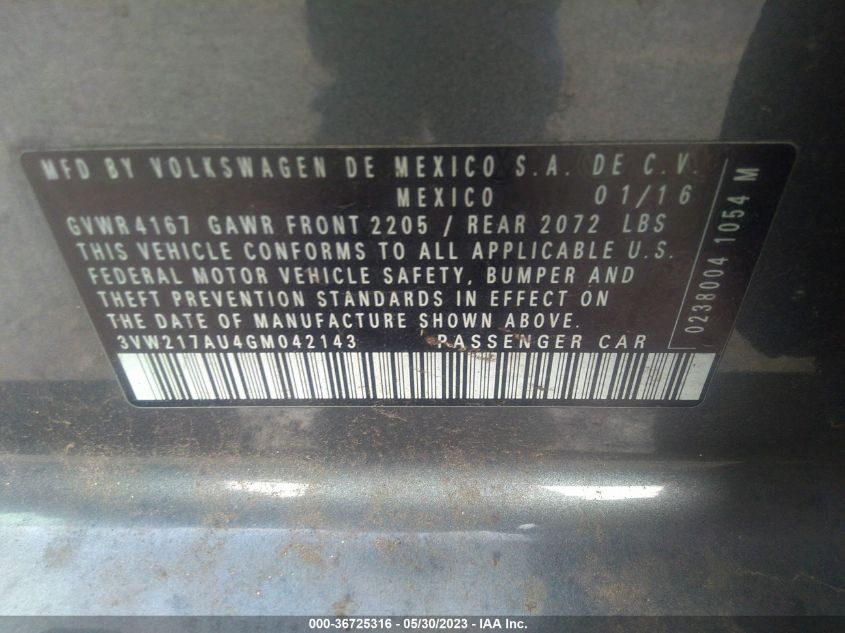 MFD BY VOLKSWAGEN DE MEXICO S.A. DE C.V.
MEXICO 01/16
GVWR 4167 GAWR FRONT 2205 / REAR 2072 LBS
THIS VEHICLE CONFORMS TO ALL APPLICABLE U.S.
FEDERAL MOTOR VEHICLE SAFETY, BUMPER AND
THEFT PREVENTION STANDARDS IN EFFECT ON
THE DATE OF MANUFACTURE SHOWN ABOVE.
3VW217AU4GM042143 PASSENGER CAR
0238004 1054 M
000-36725316 - 05/30/2023 - IAA Inc.